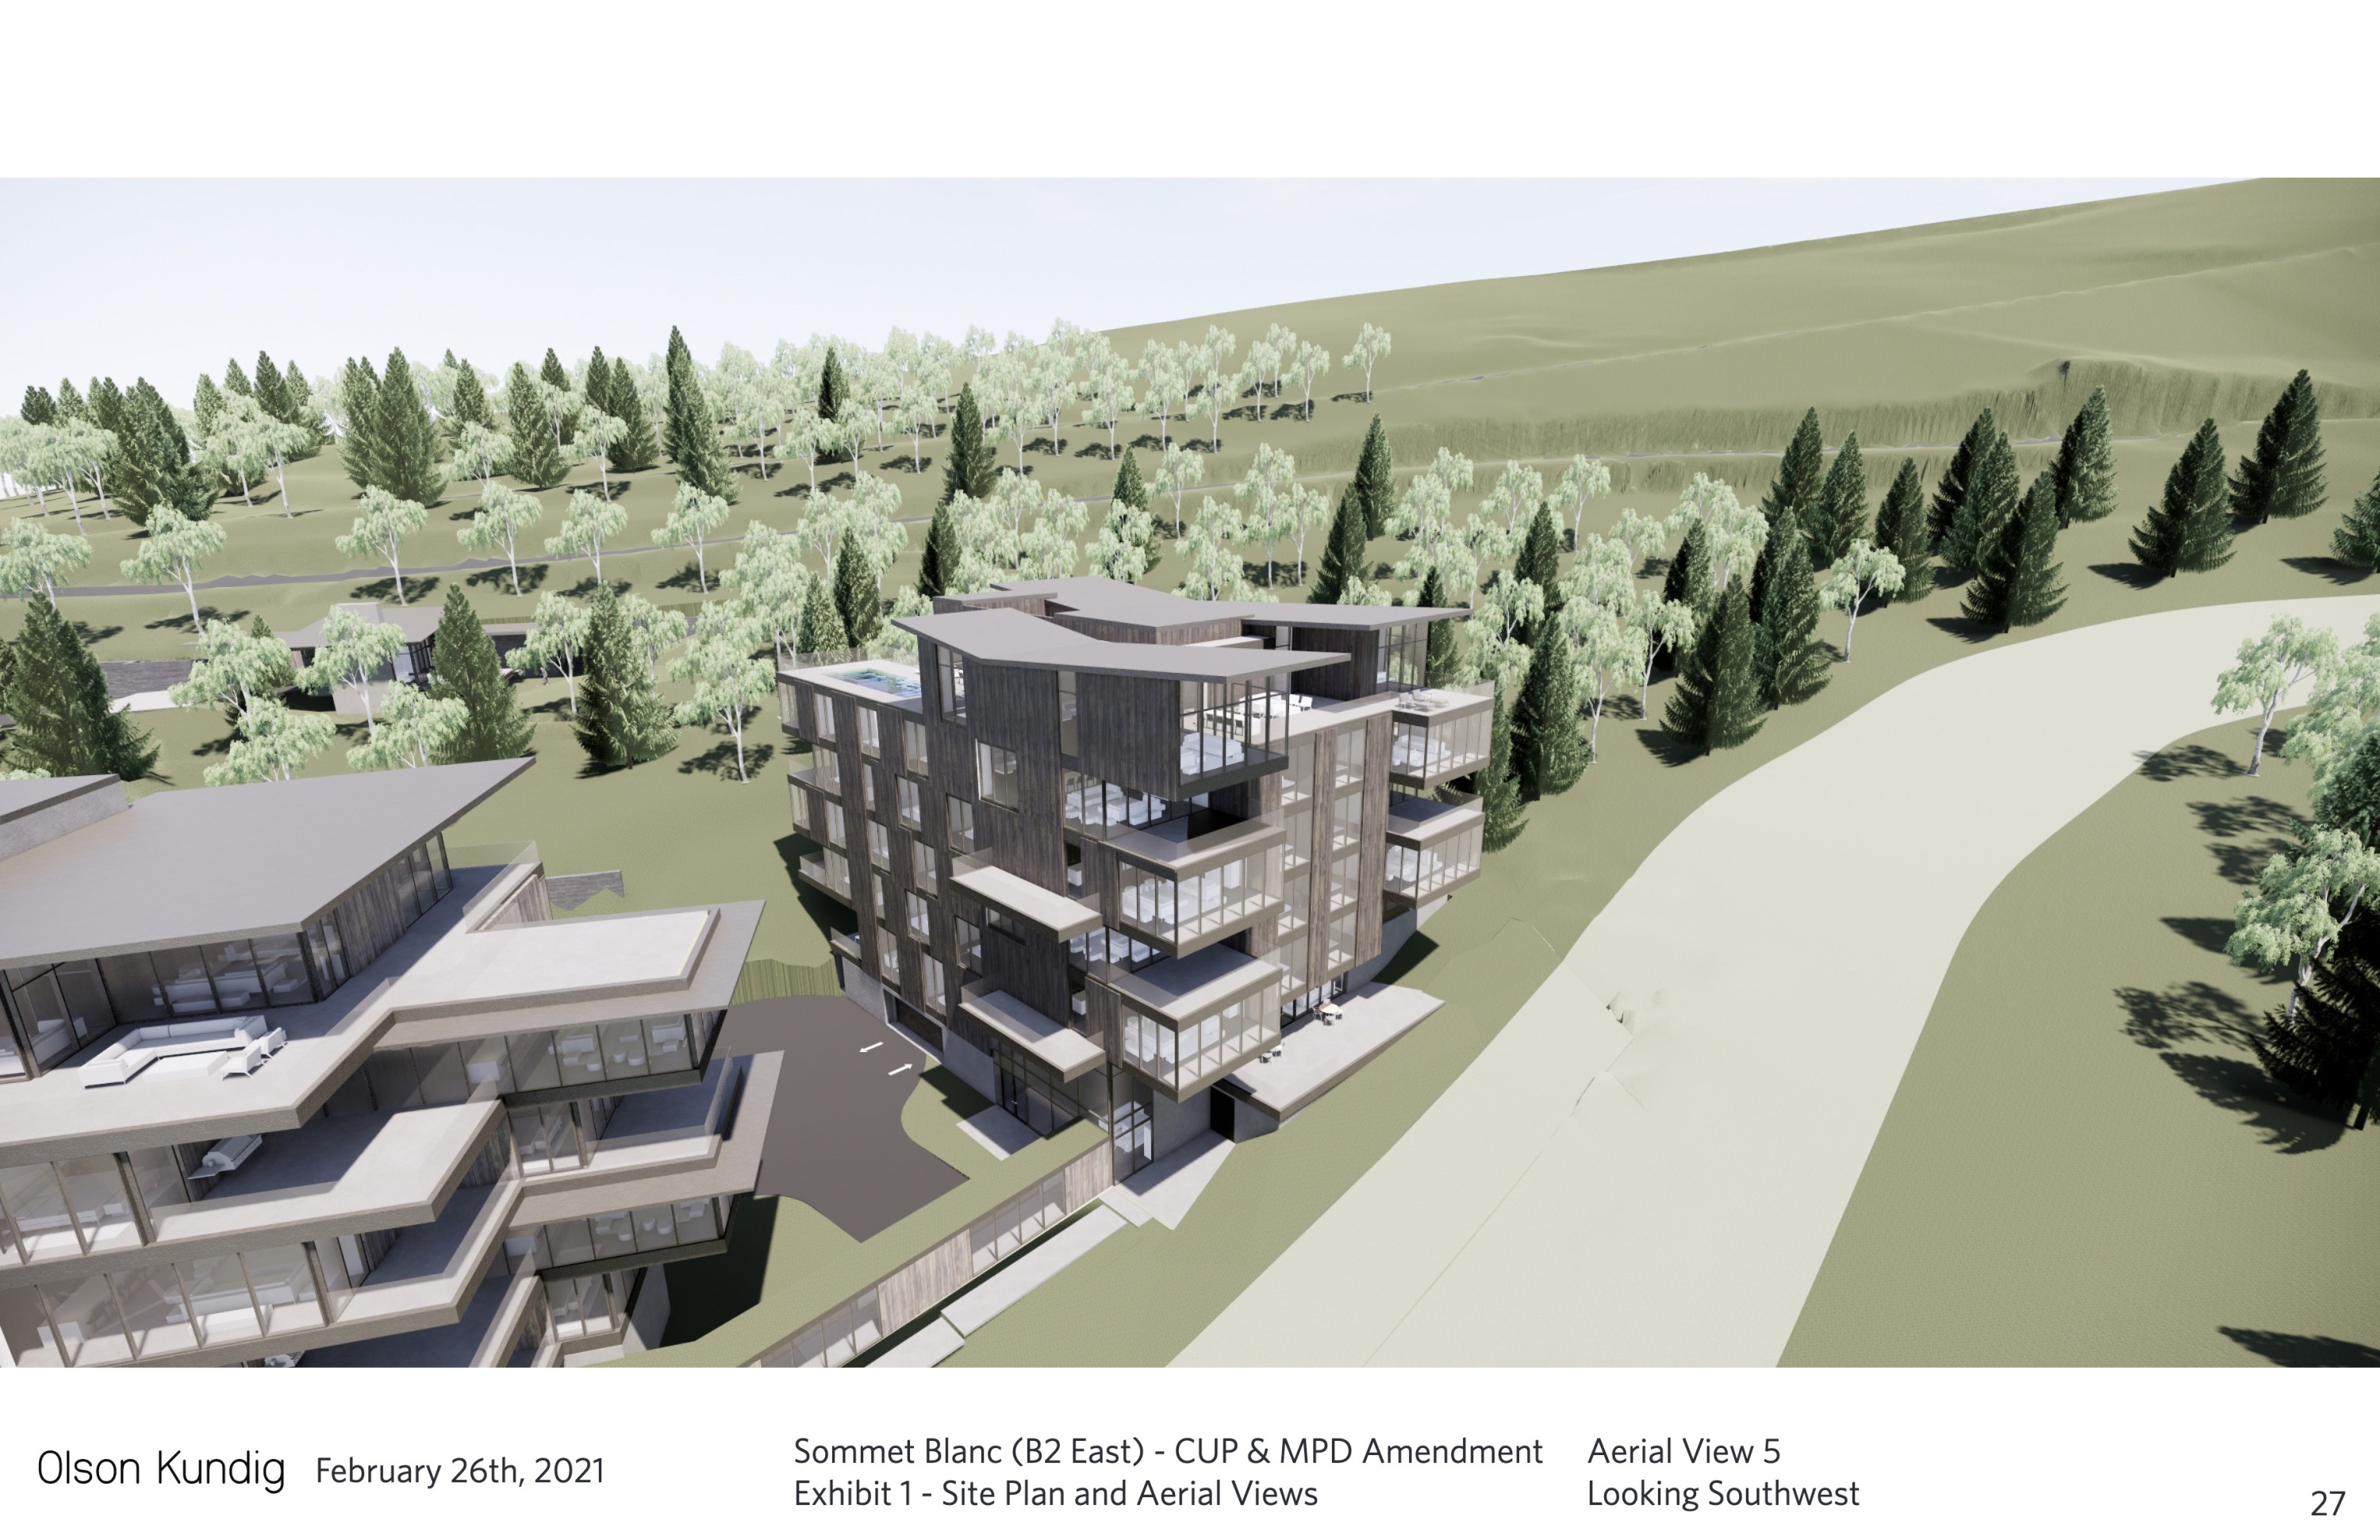 Olson Kundig February 26th, 2021
Sommet Blanc (B2 East) - CUP & MPD Amendment
Exhibit 1 - Site Plan and Aerial Views
Aerial View 5
Looking Southwest
27